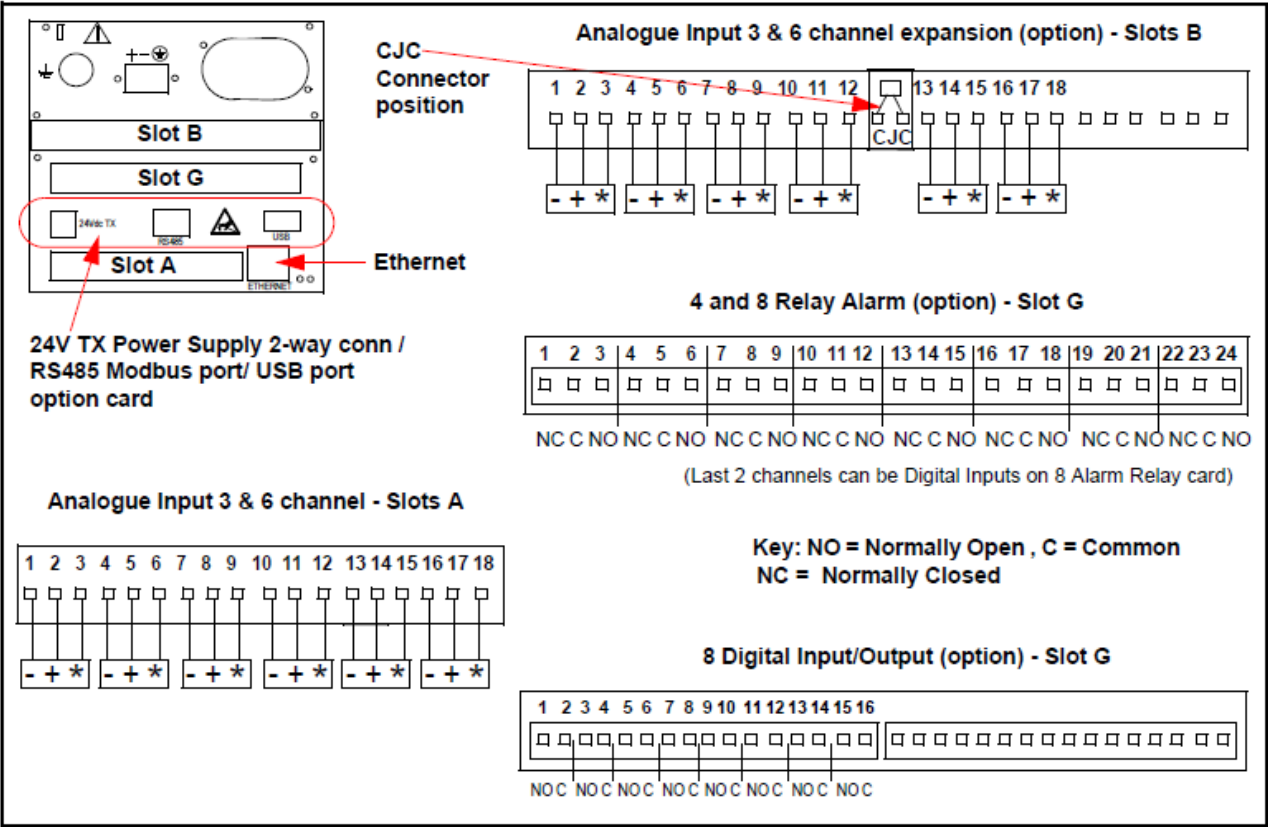 + -
Slot B
Slot G
24Vdc TX
RS485
USB
Slot A
ETHERNET
CJC
Connector
position
Ethernet
24V TX Power Supply 2-way conn /
RS485 Modbus port/ USB port
option card
Analogue Input 3 & 6 channel expansion (option) - Slots B
1 2 3 4 5 6 7 8 9 10 11 12 13 14 15 16 17 18
CJC
- + * - + * - + * - + * - + * - + *
4 and 8 Relay Alarm (option) - Slot G
1 2 3 4 5 6 7 8 9 10 11 12 13 14 15 16 17 18 19 20 21 22 23 24
NC C NO NC C NO NC C NO NC C NO NC C NO NC C NO NC C NO NC C NO
(Last 2 channels can be Digital Inputs on 8 Alarm Relay card)
Analogue Input 3 & 6 channel - Slots A
1 2 3 4 5 6 7 8 9 10 11 12 13 14 15 16 17 18
- + * - + * - + * - + * - + * - + *
Key: NO = Normally Open , C = Common
NC = Normally Closed
8 Digital Input/Output (option) - Slot G
1 2 3 4 5 6 7 8 9 10 11 12 13 14 15 16
NO C NO C NO C NO C NO C NO C NO C NO C